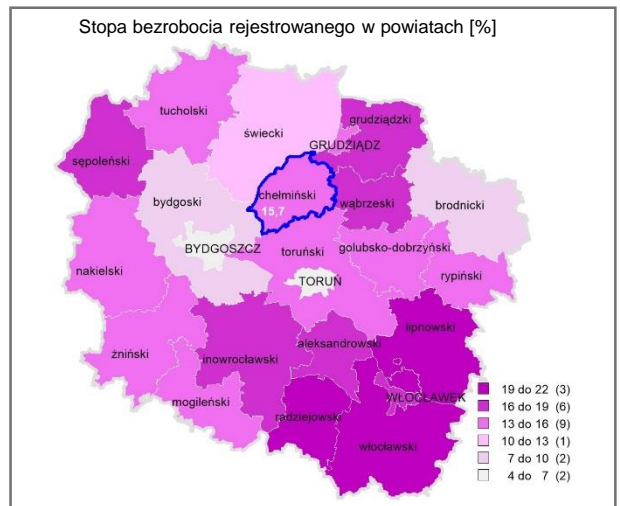 Stopa bezrobocia rejestrowanego w powiatach [%]
tucholski
świecki
grudziądzki
GRUDZIĄDZ
sępoleński
chełmiński
15,7
wąbrzeski
bydgoski
brodnicki
BYDGOSZCZ
toruński
golubsko-dobrzyński
nakielski
TORUŃ
rypiński
lipnowski
żniński
inowrocławski
aleksandrowski
mogileński
radziejowski
WŁOCŁAWEK
włocławski
19 do 22 (3)
16 do 19 (6)
13 do 16 (9)
10 do 13 (1)
7 do 10 (2)
4 do 7 (2)